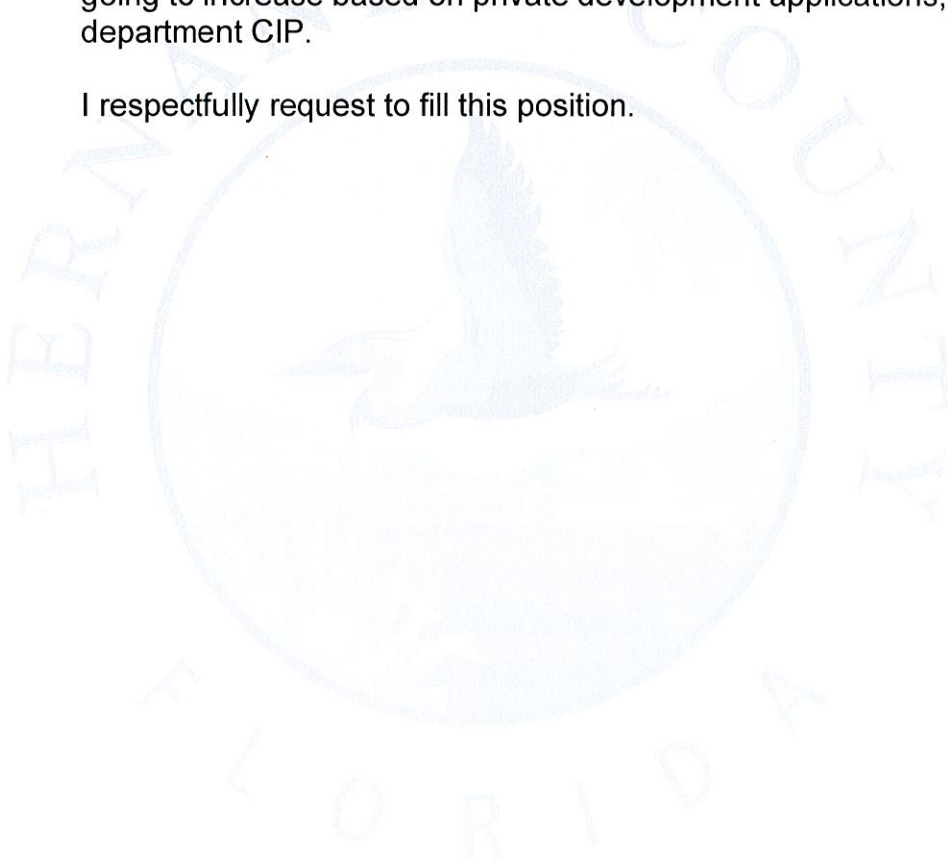 going to increase based on private development applications,
department CIP.
I respectfully request to fill this position.
HERNANDO COUNTY
FLORIDA